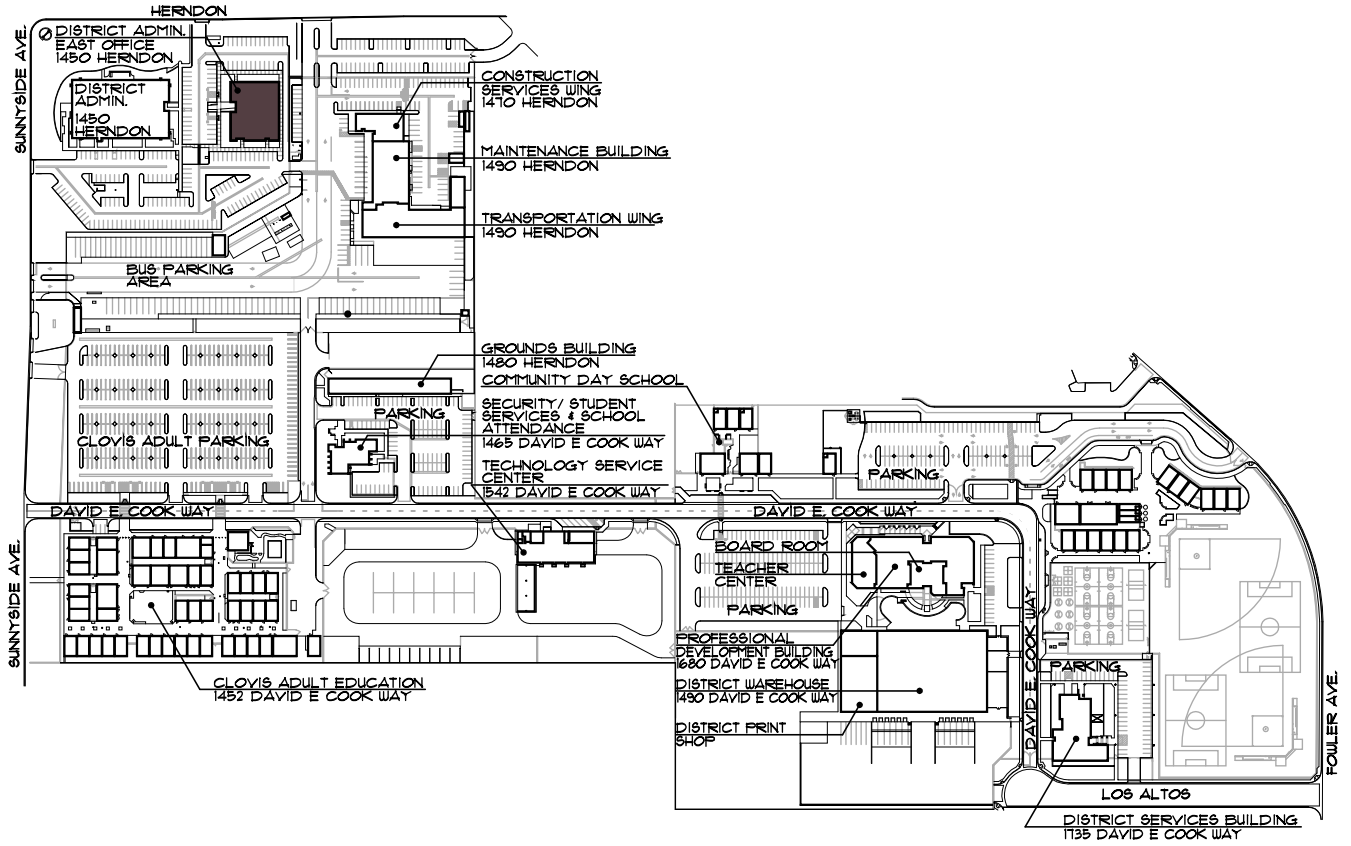 HERNDON
SUNNYSIDE AVE.
DISTRICT ADMIN.
EAST OFFICE
1450 HERNDON
DISTRICT
ADMIN.
1450
HERNDON
CONSTRUCTION
SERVICES WING
1470 HERNDON
MAINTENANCE BUILDING
1490 HERNDON
TRANSPORTATION WING
1490 HERNDON
BUS PARKING
AREA
GROUNDS BUILDING
1480 HERNDON
COMMUNITY DAY SCHOOL
SECURITY/ STUDENT
SERVICES & SCHOOL
ATTENDANCE
1465 DAVID E COOK WAY
PARKING
CLOVIS ADULT PARKING
TECHNOLOGY SERVICE
CENTER
1542 DAVID E COOK WAY
PARKING
DAVID E. COOK WAY
DAVID E. COOK WAY
SUNNYSIDE AVE.
BOARD ROOM
TEACHER
CENTER
PARKING
PROFESSIONAL
DEVELOPMENT BUILDING
1680 DAVID E COOK WAY
DISTRICT WAREHOUSE
1490 DAVID E COOK WAY
DISTRICT PRINT
SHOP
CLOVIS ADULT EDUCATION
1452 DAVID E COOK WAY
DAVID E. COOK WAY
PARKING
FOWLER AVE.
LOS ALTOS
DISTRICT SERVICES BUILDING
1735 DAVID E COOK WAY